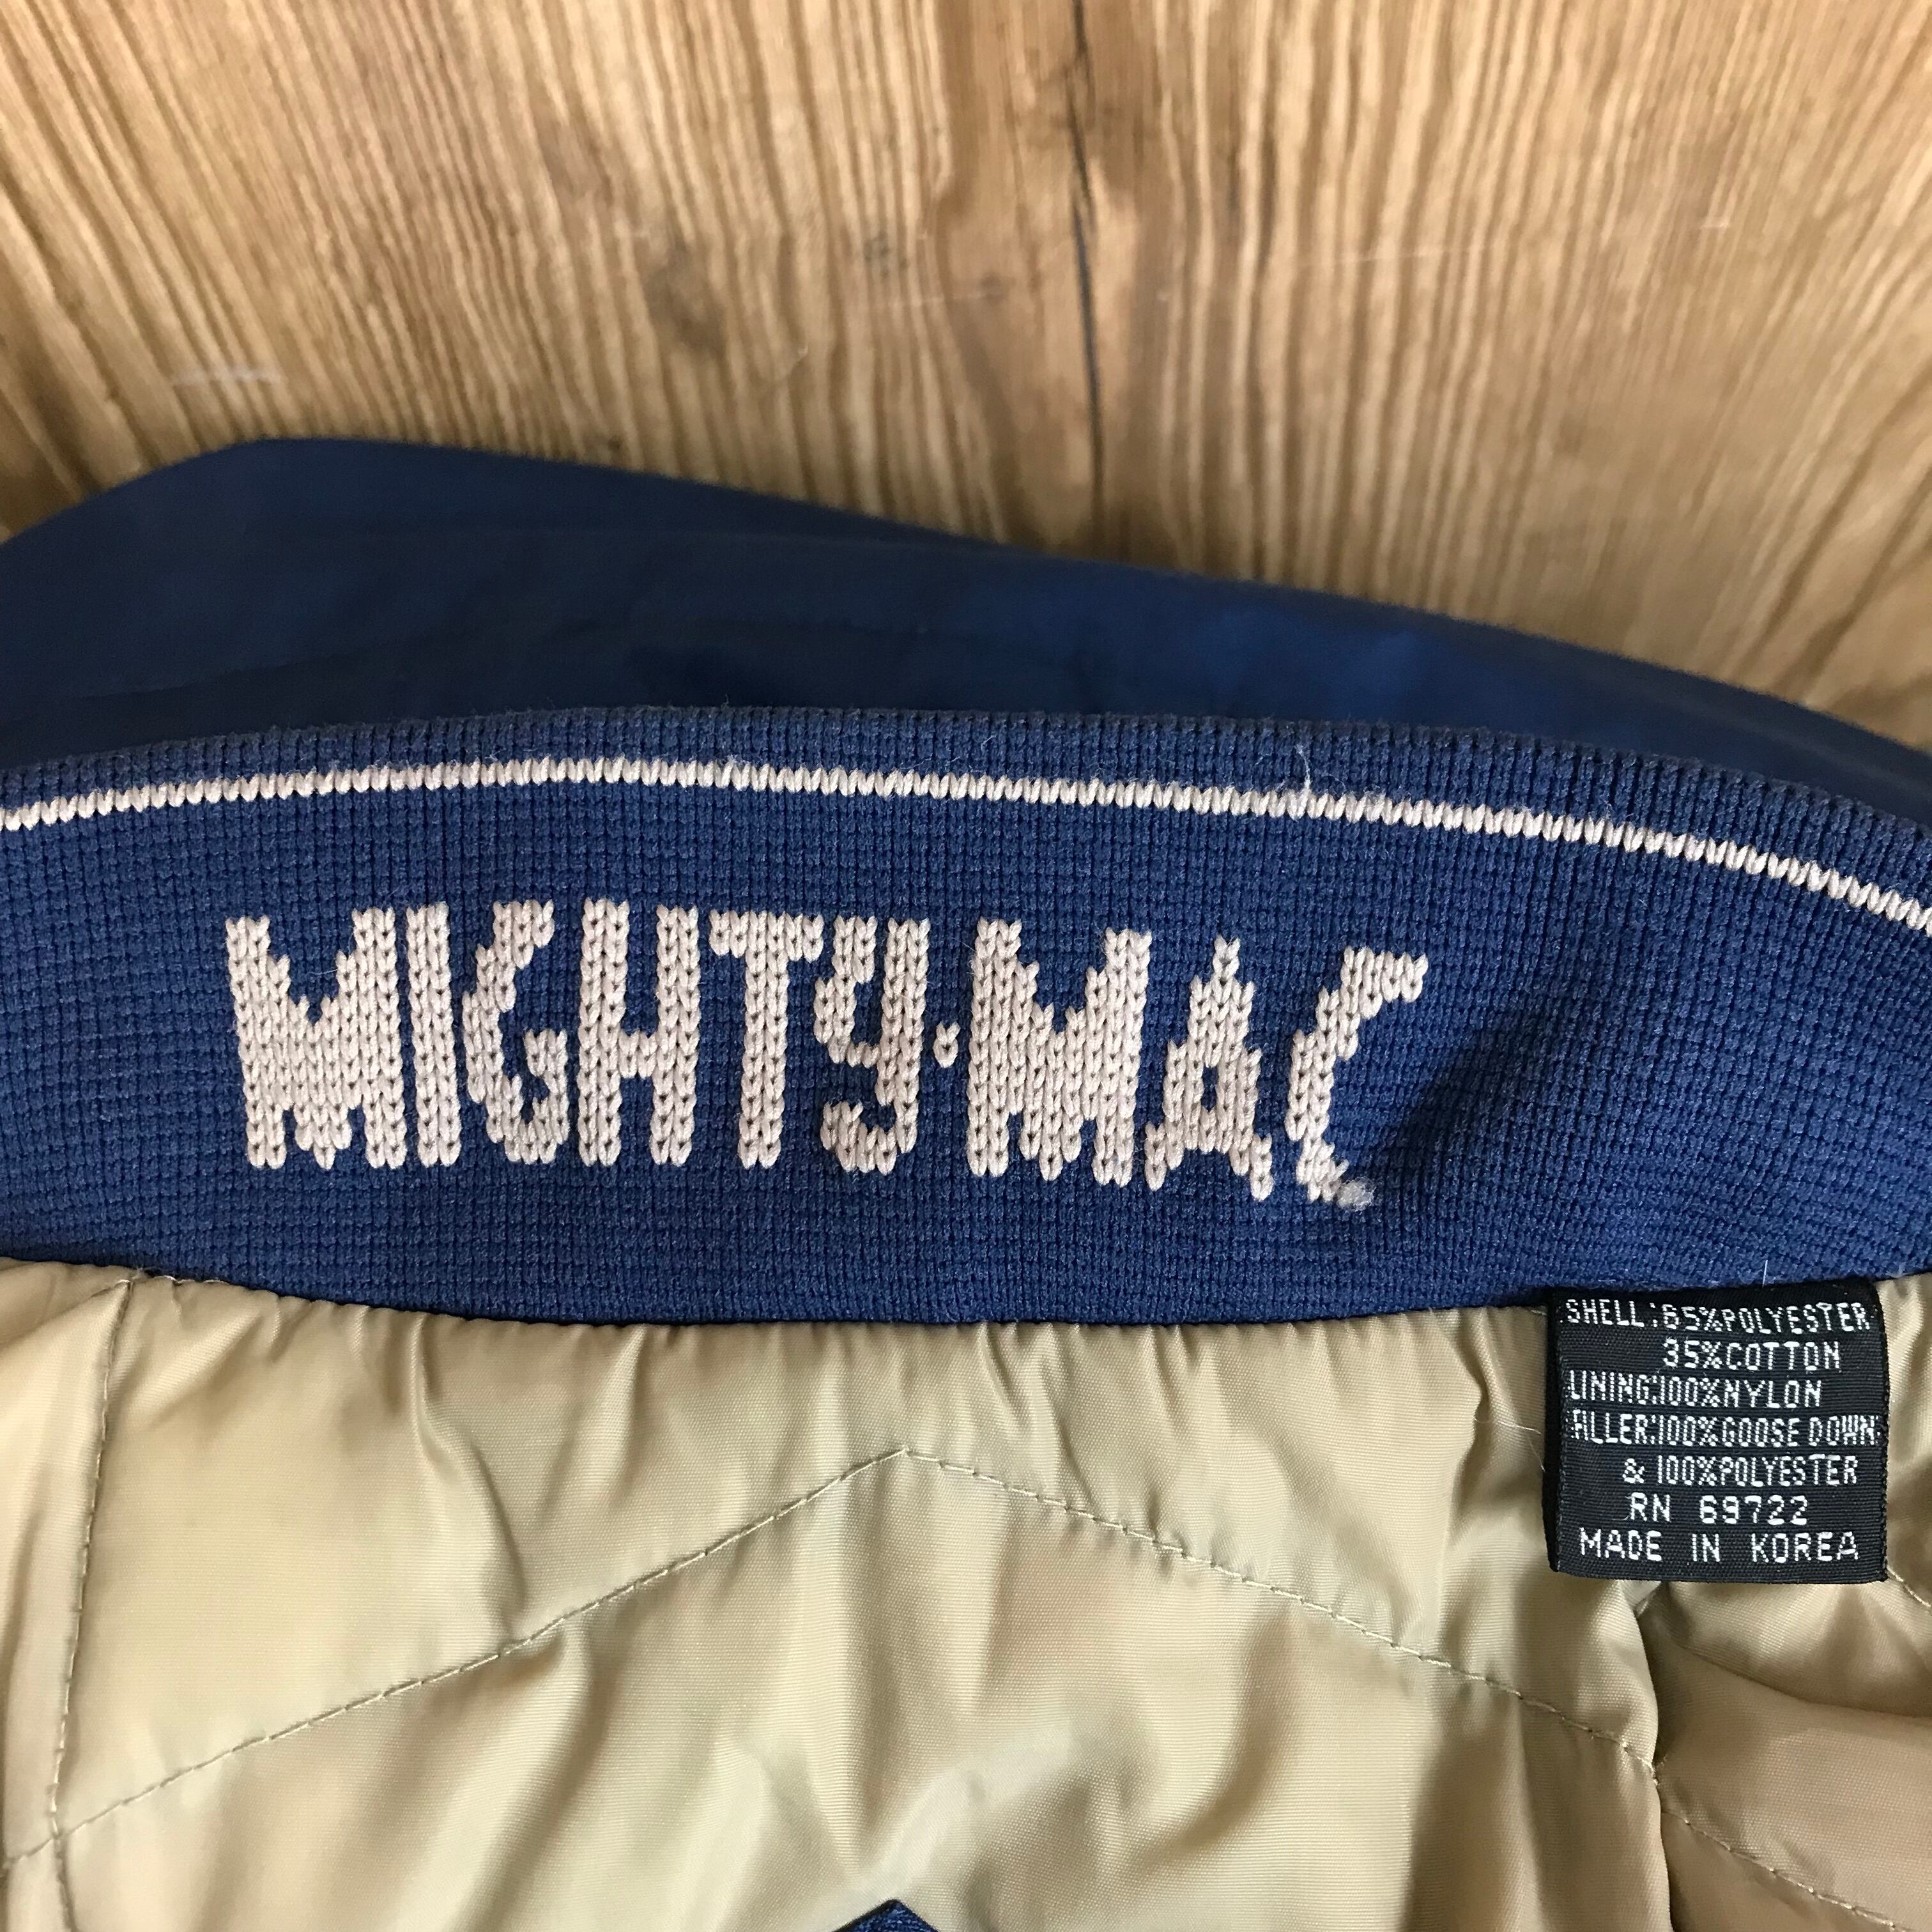 MIGHTY·MAC
SHELL:65%POLYESTER
35%COTTON
LINING:100%NYLON
FILLER:100%GOOSE DOWN
& 100%POLYESTER
RN 69722
MADE IN KOREA